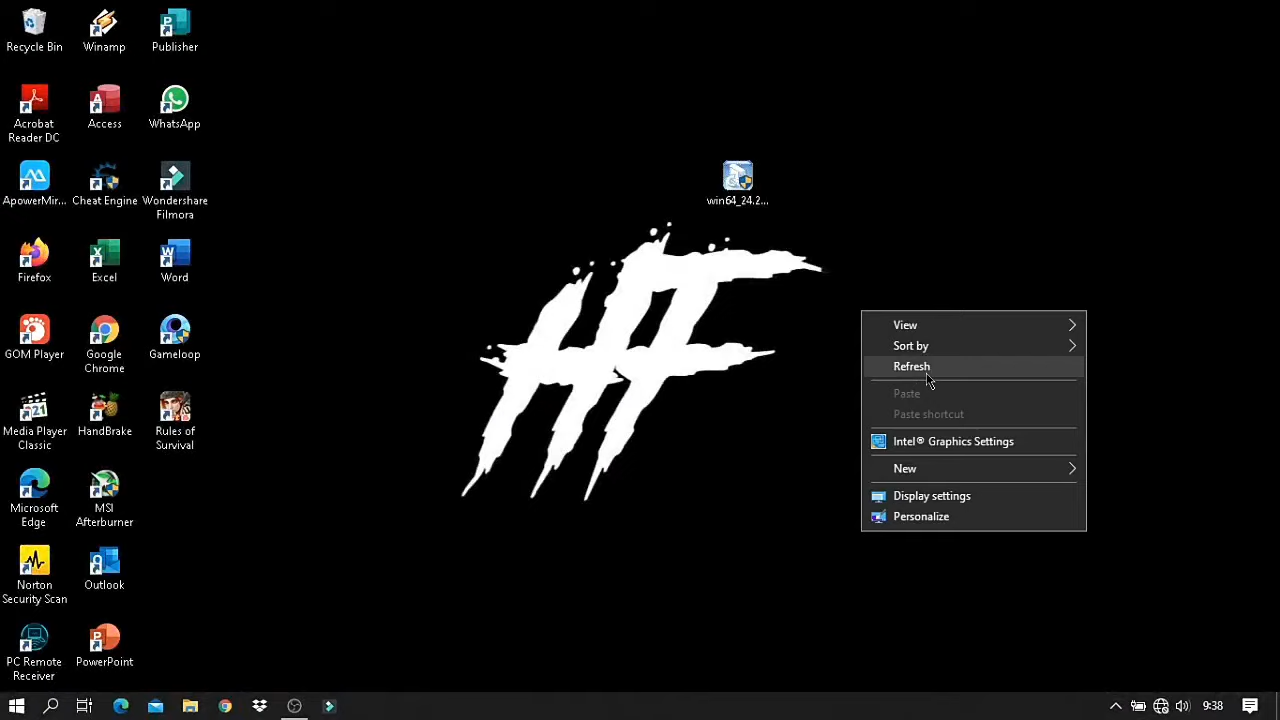 Recycle Bin
Winamp
Publisher
Acrobat
Reader DC
Access
WhatsApp
ApowerMir...
Cheat Engine
Wondershare
Filmora
Firefox
Excel
Word
GOM Player
Google
Chrome
Gameloop
Media Player
Classic
HandBrake
Rules of
Survival
Microsoft
Edge
MSI
Afterburner
Norton
Security Scan
Outlook
PC Remote
Receiver
PowerPoint
win64_24.2...
View
Sort by
Refresh
Paste
Paste shortcut
Intel® Graphics Settings
New
Display settings
Personalize
9:38